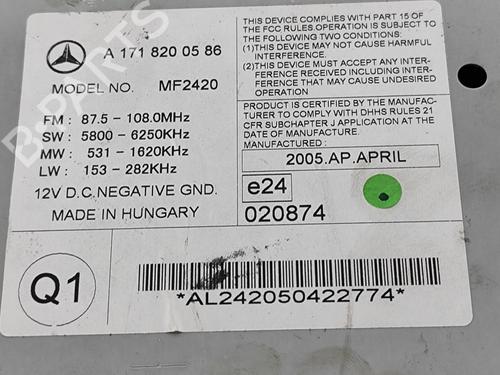 A 171 820 05 86
MODEL NO. MF2420
FM : 87.5 - 108.0MHz
SW : 5800 - 6250KHz
MW : 531 - 1620KHz
LW : 153 - 282KHz
12V D.C. NEGATIVE GND.
MADE IN HUNGARY
THIS DEVICE COMPLIES WITH PART 15 OF
THE FCC RULES. OPERATION IS SUBJECT TO
THE FOLLOWING TWO CONDITIONS:
(1) THIS DEVICE MAY NOT CAUSE HARMFUL
INTERFERENCE.
(2) THIS DEVICE MUST ACCEPT ANY INTER-
FERENCE RECEIVED INCLUDING INTER-
FERENCE THAT MAY CAUSE UNDESIRED
OPERATION
PRODUCT IS CERTIFIED BY THE MANUFAC-
TURER TO COMPLY WITH DHHS RULES 21
CFR SUBCHAPTER J APPLICATION AT THE
DATE OF MANUFACTURE.
MANUFACTURED :
2005.AP.APRIL
e24
020874
Q1
*AL242050422774*
B-PARTS